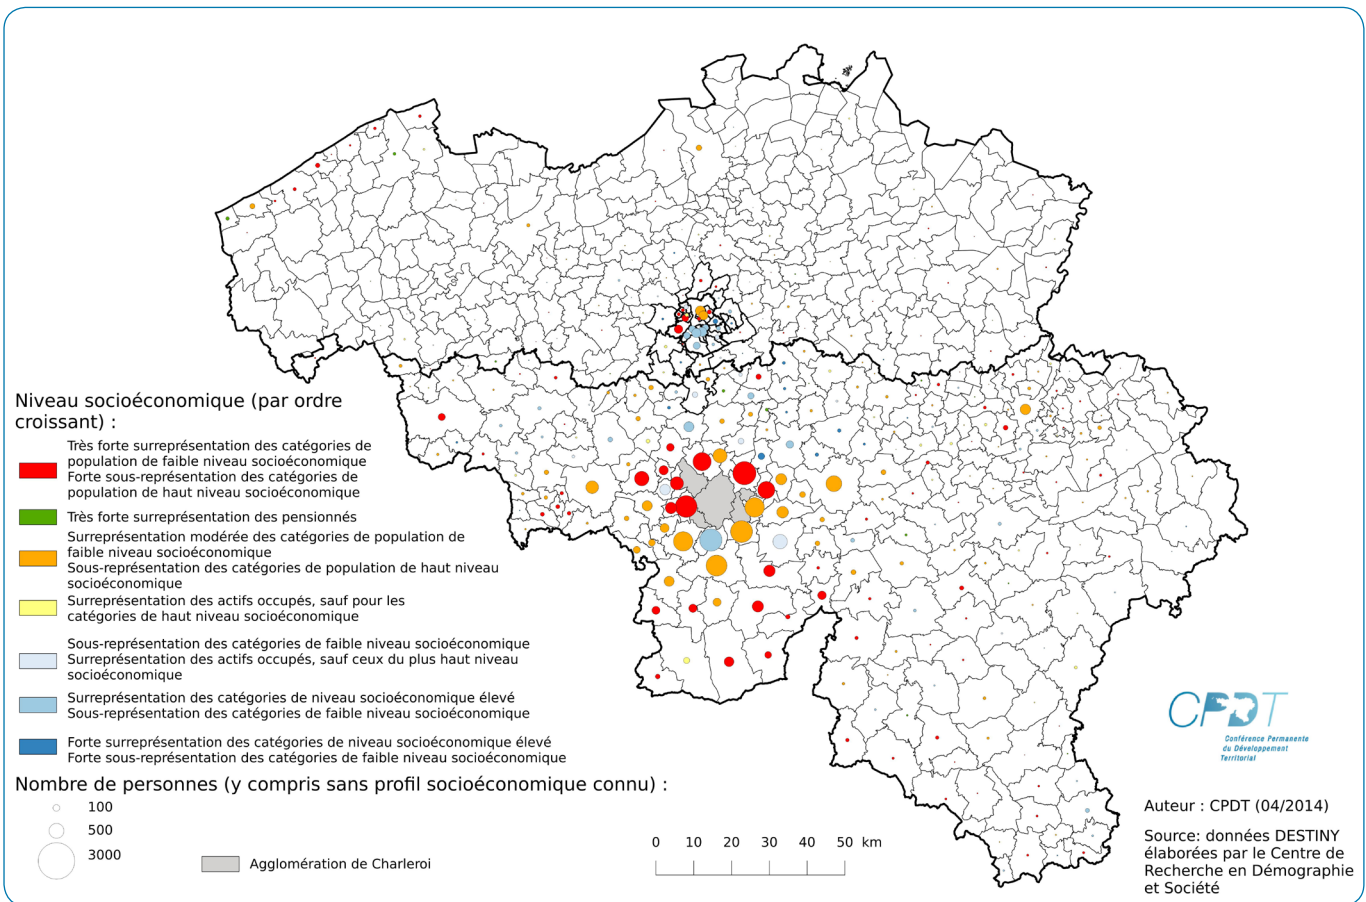 Niveau socioéconomique (par ordre
croissant) :
Très forte surreprésentation des catégories de
population de faible niveau socioéconomique
Forte sous-représentation des catégories de
population de haut niveau socioéconomique
Très forte surreprésentation des pensionnés
Surreprésentation modérée des catégories de population de
faible niveau socioéconomique
Sous-représentation des catégories de population de haut niveau
socioéconomique
Surreprésentation des actifs occupés, sauf pour les
catégories de haut niveau socioéconomique
Sous-représentation des catégories de faible niveau socioéconomique
Surreprésentation des actifs occupés, sauf ceux du plus haut niveau
socioéconomique
Surreprésentation des catégories de niveau socioéconomique élevé
Sous-représentation des catégories de faible niveau socioéconomique
Forte surreprésentation des catégories de niveau socioéconomique élevé
Forte sous-représentation des catégories de faible niveau socioéconomique
Nombre de personnes (y compris sans profil socioéconomique connu) :
100
500
3000
Agglomération de Charleroi
0 10 20 30 40 50 km
CPDT
Conférence Permanente
du Développement
Territorial
Auteur : CPDT (04/2014)
Source: données DESTINY
élaborées par le Centre de
Recherche en Démographie
et Société